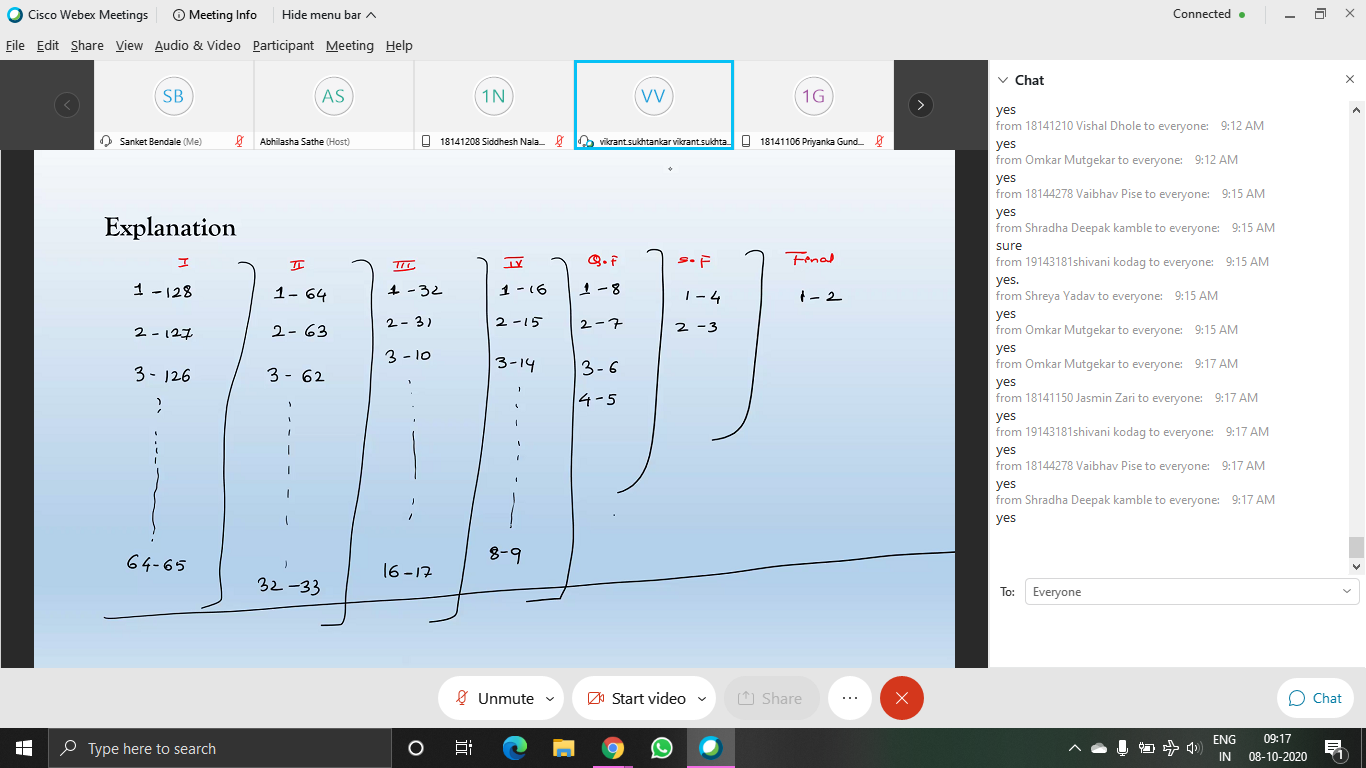 Cisco Webex Meetings
Meeting Info
Hide menu bar
Connected
File Edit Share View Audio & Video Participant Meeting Help
SB
AS
1N
VV
1G
Sanket Bendale (Me)
Abhilasha Sathe (Host)
18141208 Siddhesh Nala...
vikrant.sukhtankar vikrant.sukhta...
18141106 Priyanka Gund...
Explanation
I
1-128
2-127
3-126
64-65
II
1-64
2-63
3-62
32-33
III
1-32
2-31
3-10
16-17
IV
1-16
2-15
3-14
8-9
Q.F
1-8
2-7
3-6
4-5
S.F
1-4
2-3
Final
1-2
Chat
yes
from 18141210 Vishal Dhole to everyone: 9:12 AM
yes
from Omkar Mutgekar to everyone: 9:12 AM
yes
from 18144278 Vaibhav Pise to everyone: 9:15 AM
yes
from Shradha Deepak kamble to everyone: 9:15 AM
sure
from 19143181shivani kodag to everyone: 9:15 AM
yes.
from Shreya Yadav to everyone: 9:15 AM
yes
from Omkar Mutgekar to everyone: 9:15 AM
yes
from Omkar Mutgekar to everyone: 9:17 AM
yes
from 18141150 Jasmin Zari to everyone: 9:17 AM
yes
from 19143181shivani kodag to everyone: 9:17 AM
yes
from 18144278 Vaibhav Pise to everyone: 9:17 AM
yes
from Shradha Deepak kamble to everyone: 9:17 AM
yes
To: Everyone
Unmute
Start video
Share
Chat
Type here to search
ENG
IN
09:17
08-10-2020
1